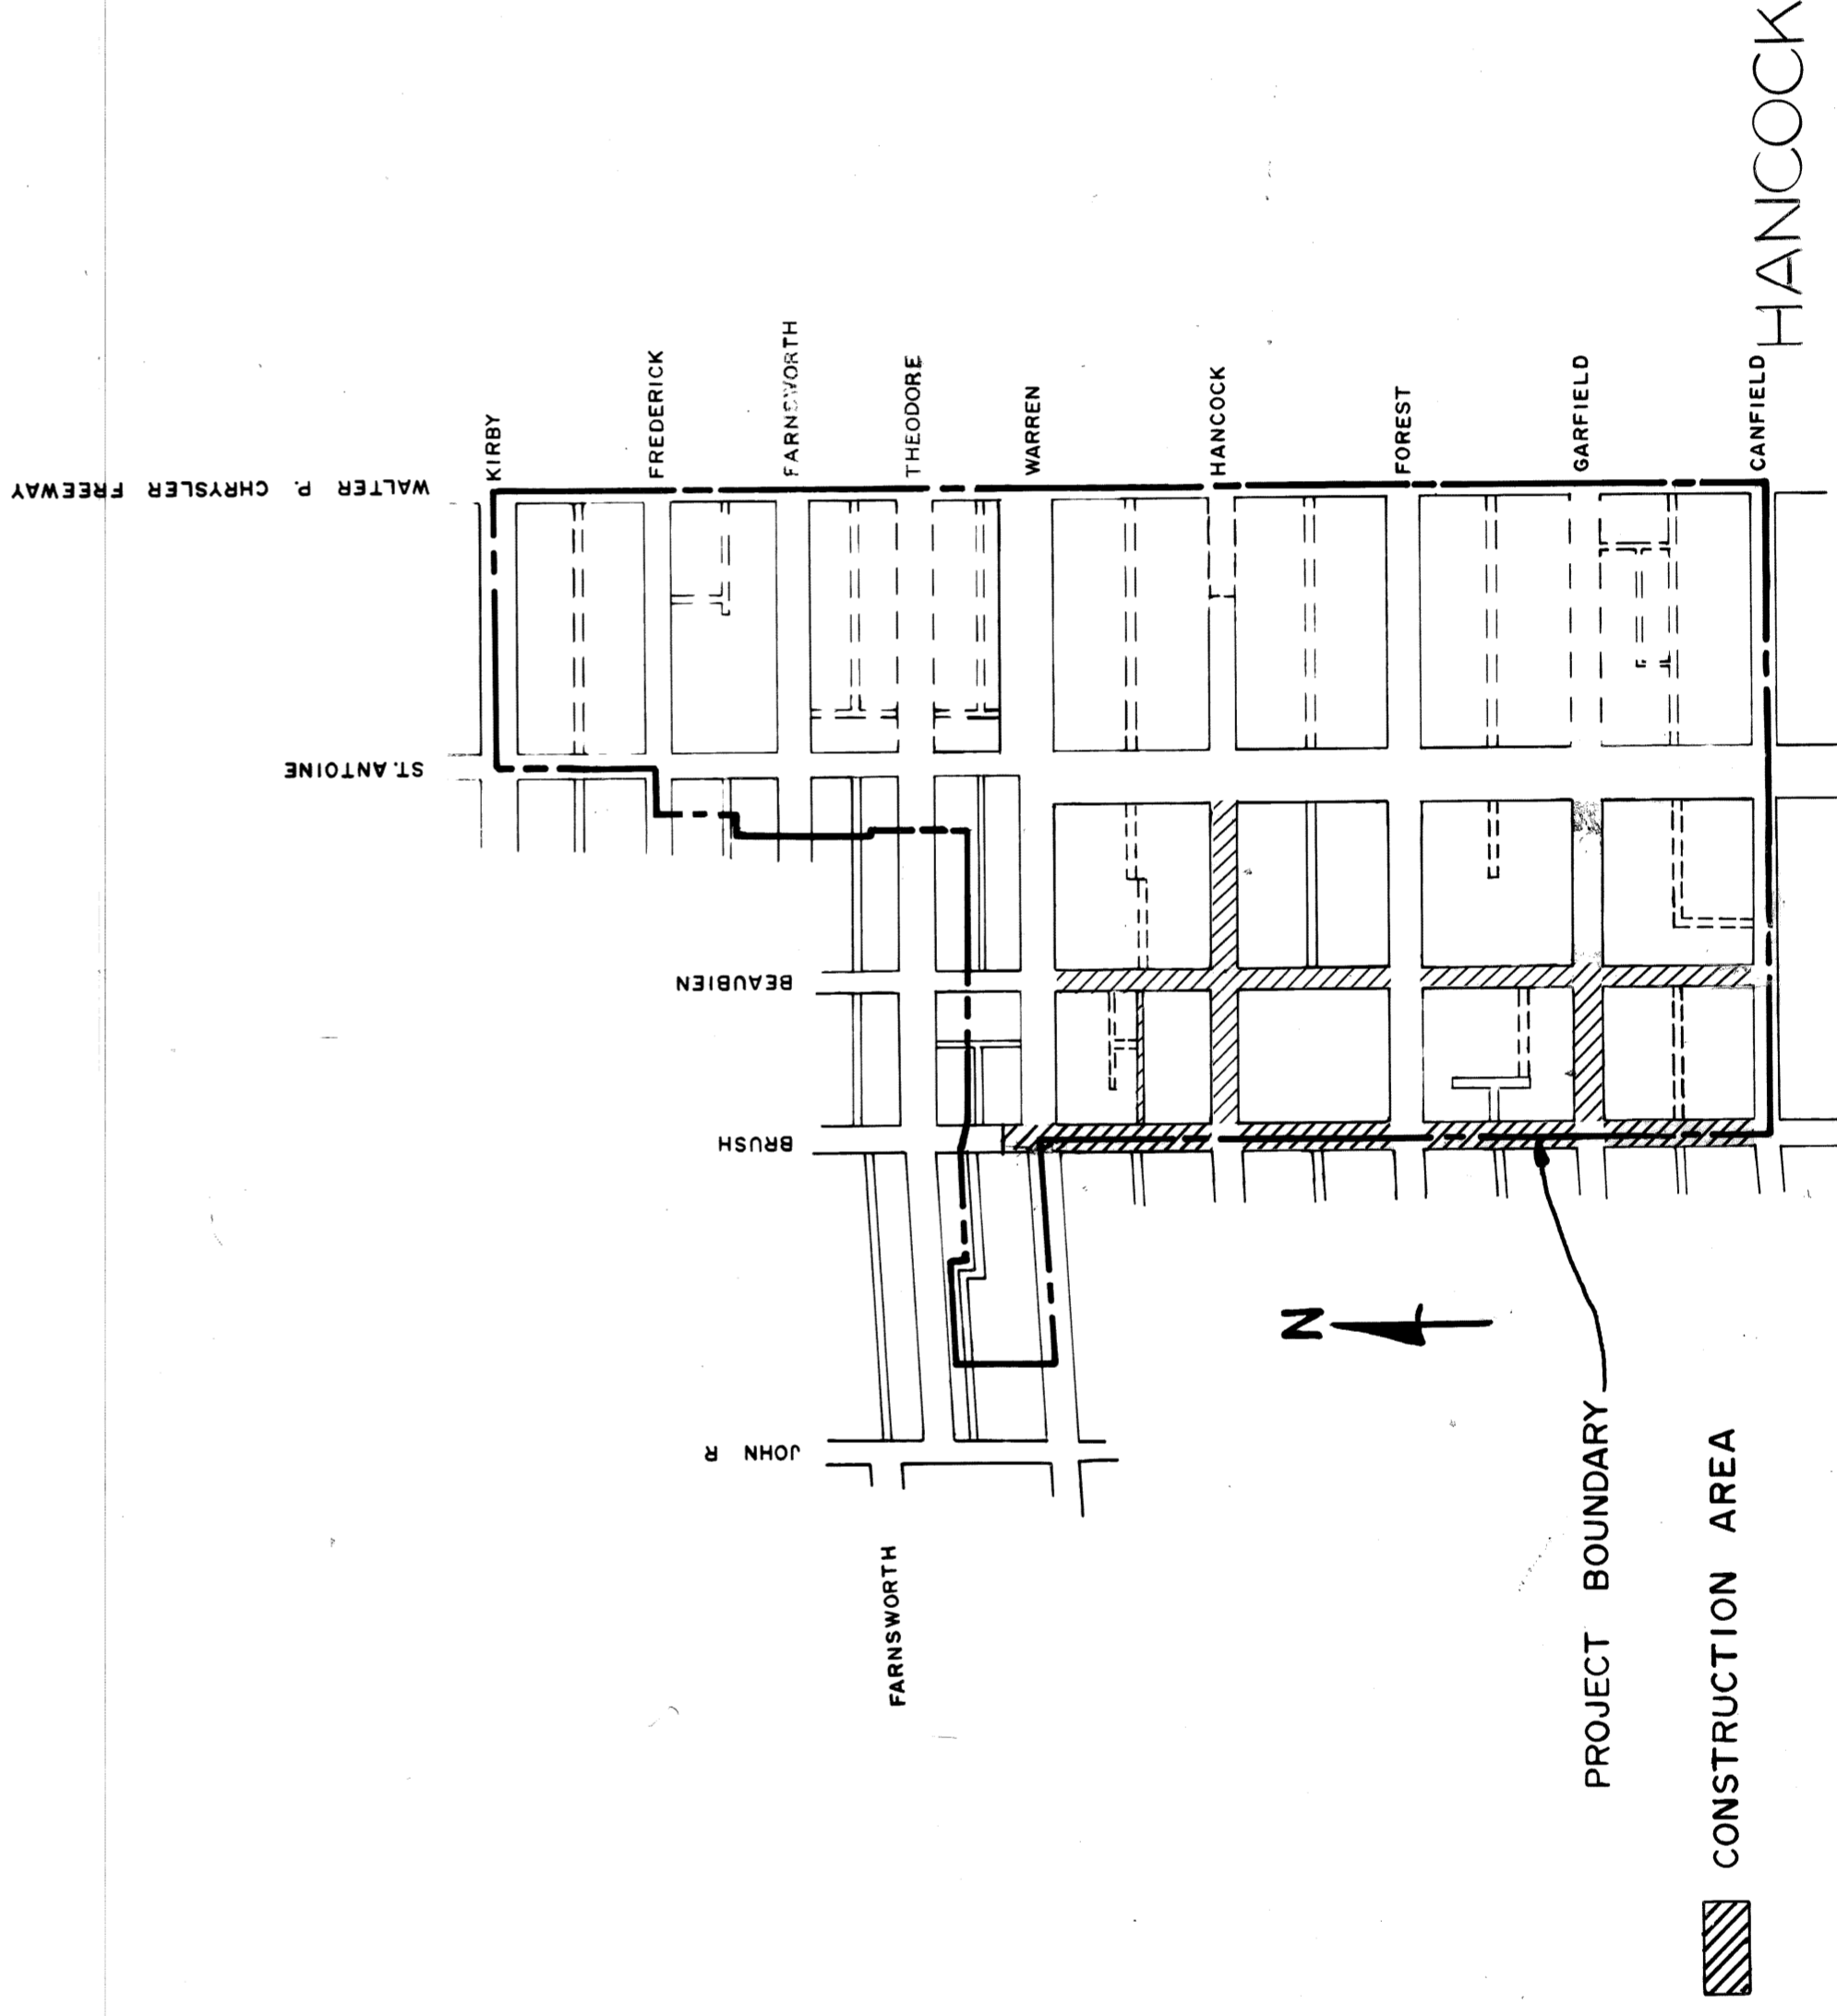 WALTER P. CHRYSLER FREEWAY
ST. ANTOINE
BEAUBIEN
BRUSH
JOHN R
KIRBY
FREDERICK
FARNSWORTH
THEODORE
WARREN
HANCOCK
FOREST
GARFIELD
CANFIELD
HANCOCK
FARNSWORTH
N
PROJECT BOUNDARY
CONSTRUCTION AREA